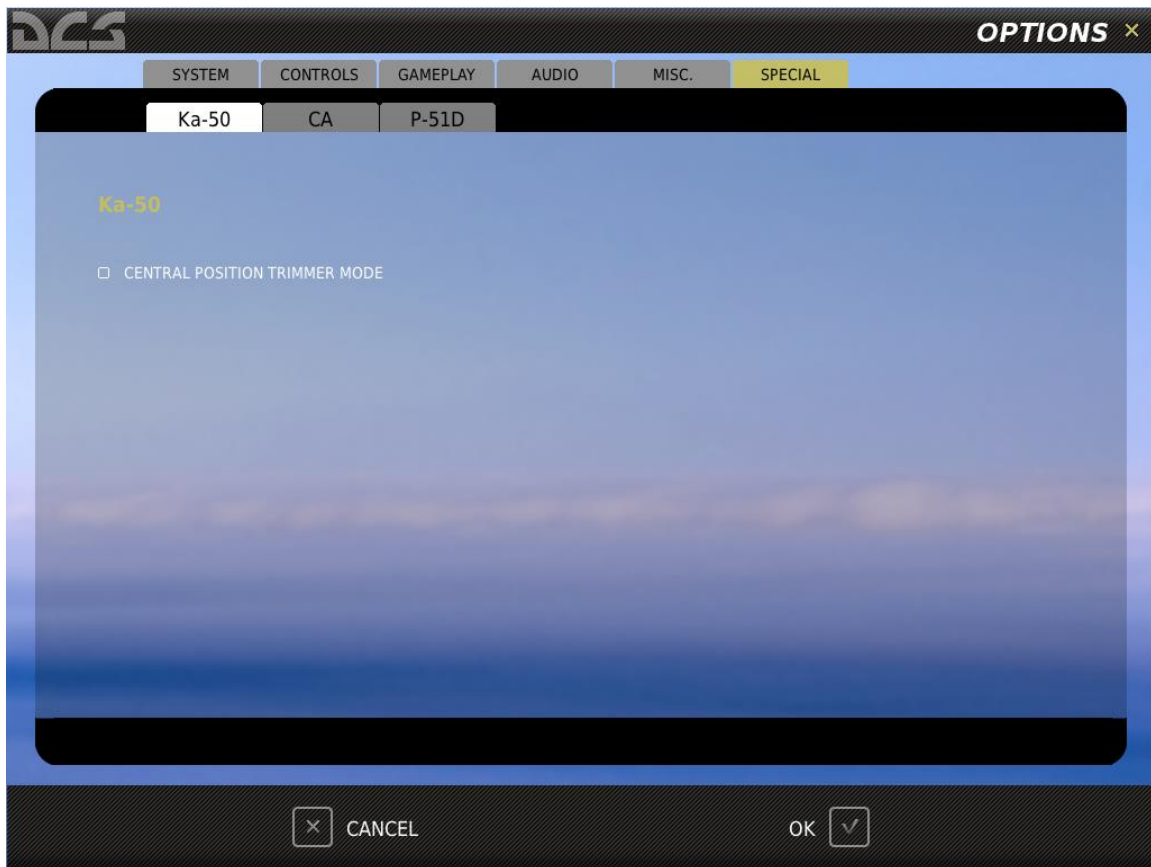 DCS OPTIONS
SYSTEM CONTROLS GAMEPLAY AUDIO MISC. SPECIAL
Ka-50 CA P-51D
Ka-50
CENTRAL POSITION TRIMMER MODE
CANCEL OK